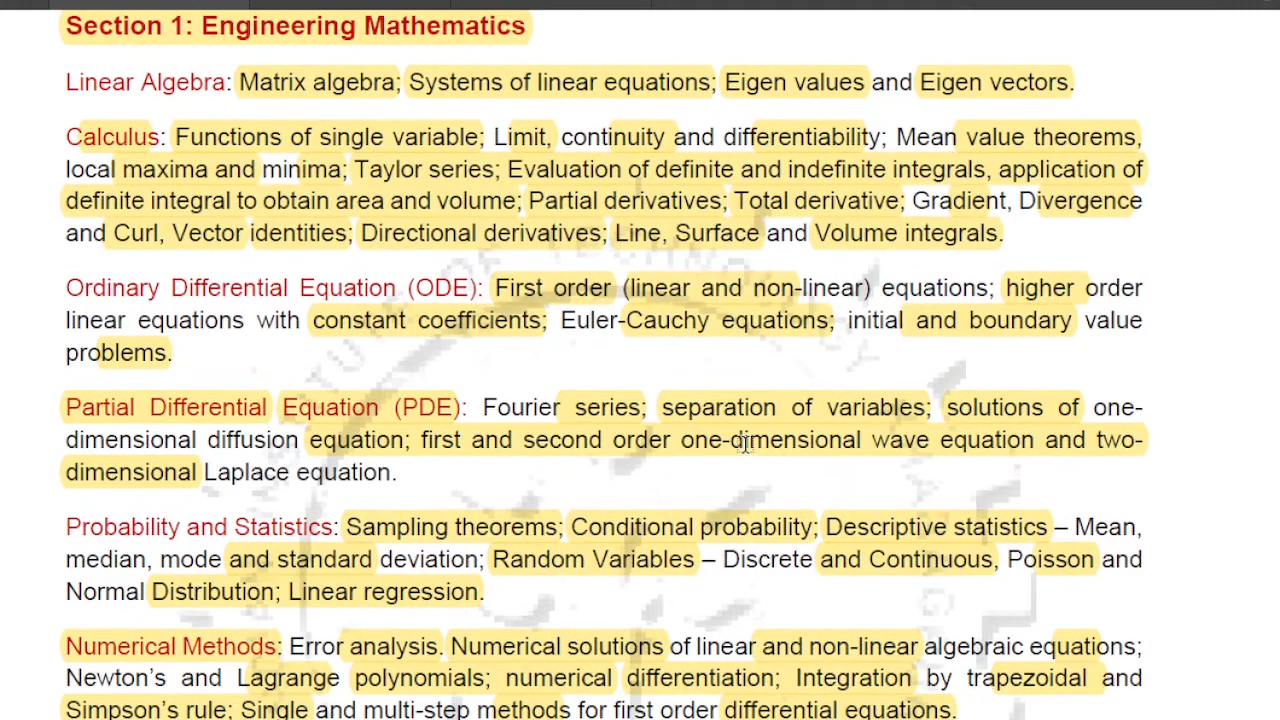 Section 1: Engineering Mathematics
Linear Algebra: Matrix algebra; Systems of linear equations; Eigen values and Eigen vectors.
Calculus: Functions of single variable; Limit, continuity and differentiability; Mean value theorems,
local maxima and minima; Taylor series; Evaluation of definite and indefinite integrals, application of
definite integral to obtain area and volume; Partial derivatives; Total derivative; Gradient, Divergence
and Curl, Vector identities; Directional derivatives; Line, Surface and Volume integrals.
Ordinary Differential Equation (ODE): First order (linear and non-linear) equations; higher order
linear equations with constant coefficients; Euler-Cauchy equations; initial and boundary value
problems.
Partial Differential Equation (PDE): Fourier series; separation of variables; solutions of one-
dimensional diffusion equation; first and second order one-dimensional wave equation and two-
dimensional Laplace equation.
Probability and Statistics: Sampling theorems; Conditional probability; Descriptive statistics – Mean,
median, mode and standard deviation; Random Variables – Discrete and Continuous, Poisson and
Normal Distribution; Linear regression.
Numerical Methods: Error analysis. Numerical solutions of linear and non-linear algebraic equations;
Newton's and Lagrange polynomials; numerical differentiation; Integration by trapezoidal and
Simpson's rule; Single and multi-step methods for first order differential equations.